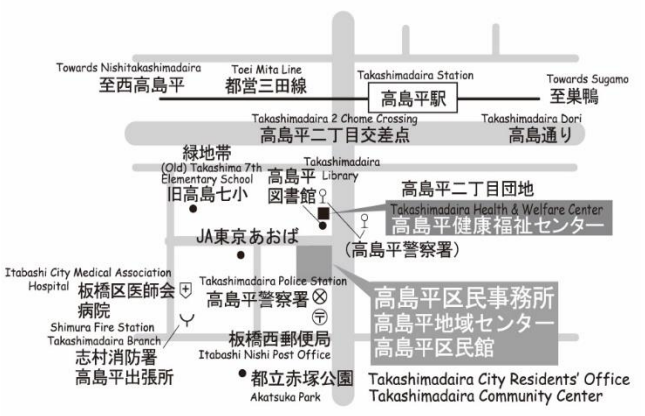 Towards Nishitakashimadaira
至西高島平
Toei Mita Line
都営三田線
Takashimadaira Station
高島平駅
Towards Sugamo
至巣鴨
Takashimadaira 2 Chome Crossing
高島平二丁目交差点
Takashimadaira Dori
高島通り
緑地帯
(Old) Takashima 7th
Elementary School
旧高島七小
Takashimadaira
Library
高島平
図書館
高島平二丁目団地
Takashimadaira Health & Welfare Center
高島平健康福祉センター
(高島平警察署)
JA東京あおば
Itabashi City Medical Association
Hospital
板橋区医師会
病院
Takashimadaira Police Station
高島平警察署
高島平区民事務所
高島平地域センター
高島平区民館
Shimura Fire Station
Takashimadaira Branch
志村消防署
高島平出張所
板橋西郵便局
Itabashi Nishi Post Office
都立赤塚公園
Akatsuka Park
Takashimadaira City Residents' Office
Takashimadaira Community Center